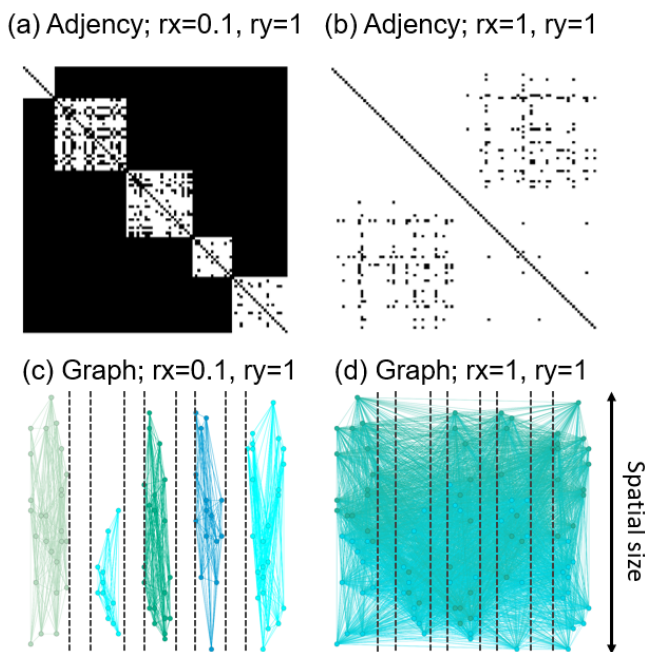 (a) Adjency; rx=0.1, ry=1
(b) Adjency; rx=1, ry=1
(c) Graph; rx=0.1, ry=1
(d) Graph; rx=1, ry=1
Spatial size